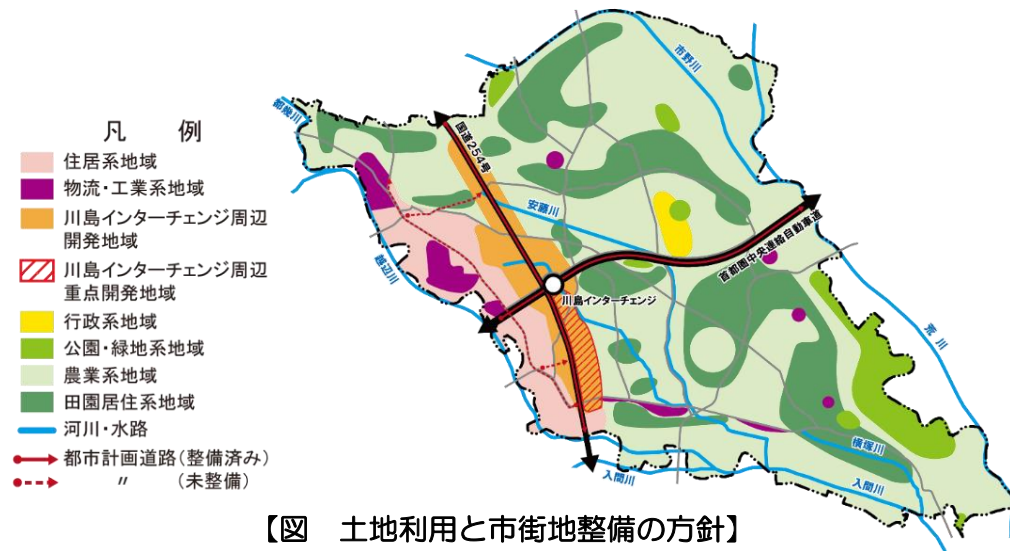 凡 例
住居系地域
物流・工業系地域
川島インターチェンジ周辺
開発地域
川島インターチェンジ周辺
重点開発地域
行政系地域
公園・緑地系地域
農業系地域
田園居住系地域
河川・水路
都市計画道路(整備済み)
〃 (未整備)
都幾川
国道254号
市野川
安藤川
越辺川
首都圏中央連絡自動車道
川島インターチェンジ
荒川
横塚川
入間川
入間川
【図 土地利用と市街地整備の方針】